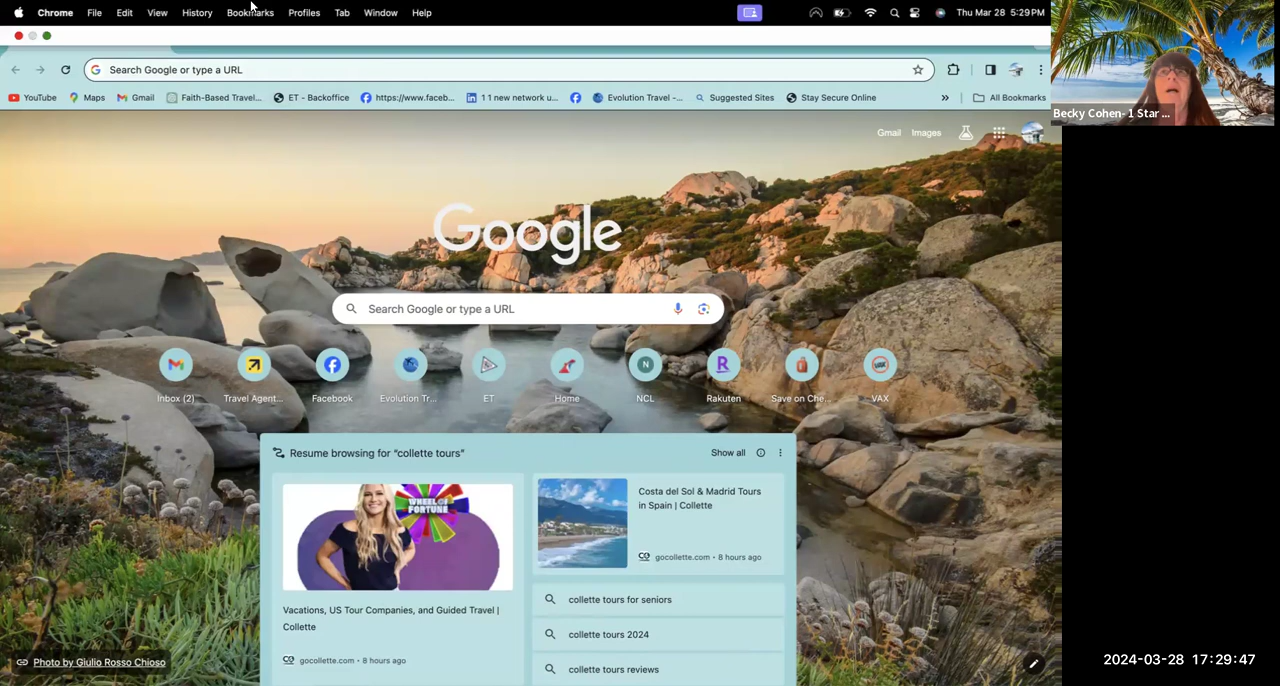 Chrome File Edit View History Bookmarks Profiles Tab Window Help Thu Mar 28 5:29 PM
Search Google or type a URL
YouTube Maps Gmail Faith-Based Travel... ET - Backoffice https://www.faceb... 1 1 new network u... Evolution Travel -... Suggested Sites Stay Secure Online » All Bookmarks
Becky Cohen- 1 Star ...
Gmail Images
Google
Search Google or type a URL
Inbox (2) Travel Agent... Facebook Evolution Tr... ET Home NCL Rakuten Save on Che... VAX
Resume browsing for “collette tours” Show all
WHEEL OF
FORTUNE
Vacations, US Tour Companies, and Guided Travel |
Collette
gocollette.com • 8 hours ago
Costa del Sol & Madrid Tours
in Spain | Collette
gocollette.com • 8 hours ago
collette tours for seniors
collette tours 2024
collette tours reviews
Photo by Giulio Rosso Chioso
2024-03-28 17:29:47